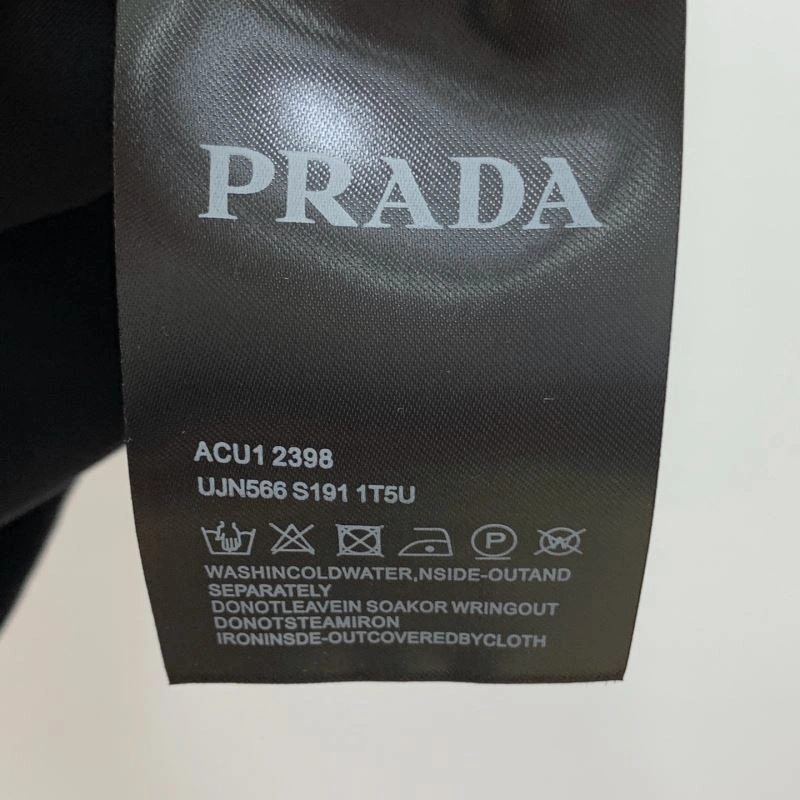 PRADA
ACU1 2398
UJN566 S191 1T5U
P
W
WASHINCOLDWATER,NSIDE-OUTAND
SEPARATELY
DONOTLEAVEIN SOAKOR WRINGOUT
DONOTSTEAMIRON
IRONINSDE-OUTCOVEREDBYCLOTH